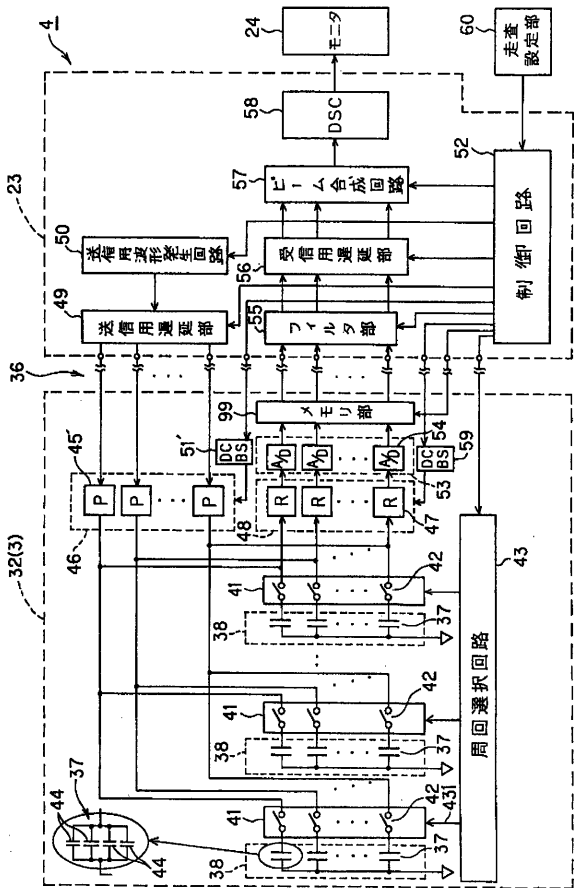 4
23
24
モニタ
60
走査
設定部
58
DSC
52
制御回路
57
ビーム合成回路
50
送信用波形発生回路
56
受信用遅延部
49
送信用遅延部
55
フィルタ部
36
99
メモリ部
51'
DC
BS
59
DC
BS
54
A/D
A/D
A/D
53
45'
P
P
P
46
R
R
R
48
47
32(3)
41
42
38
37
41
42
38
37
41
42
431
38
37
43
周回選択回路
37
44
44